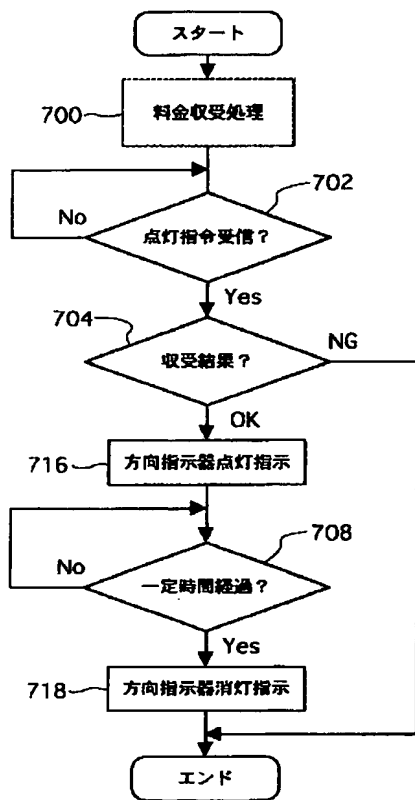 スタート
700
料金収受処理
702
No
点灯指令受信?
Yes
704
収受結果?
NG
OK
716
方向指示器点灯指示
708
No
一定時間経過?
Yes
718
方向指示器消灯指示
エンド